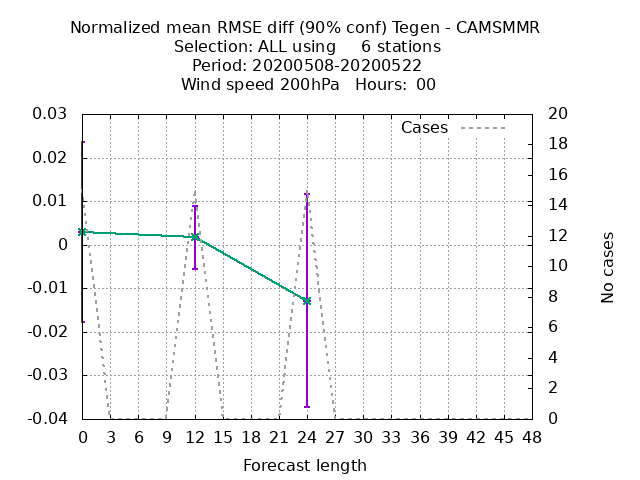 Normalized mean RMSE diff (90% conf) Tegen - CAMSMMR
Selection: ALL using     6 stations
Period: 20200508-20200522
Wind speed 200hPa   Hours:  00
Cases
0.03
0.02
0.01
0
-0.01
-0.02
-0.03
-0.04
20
18
16
14
12
10
8
6
4
2
0
No cases
0 3 6 9 12 15 18 21 24 27 30 33 36 39 42 45 48
Forecast length